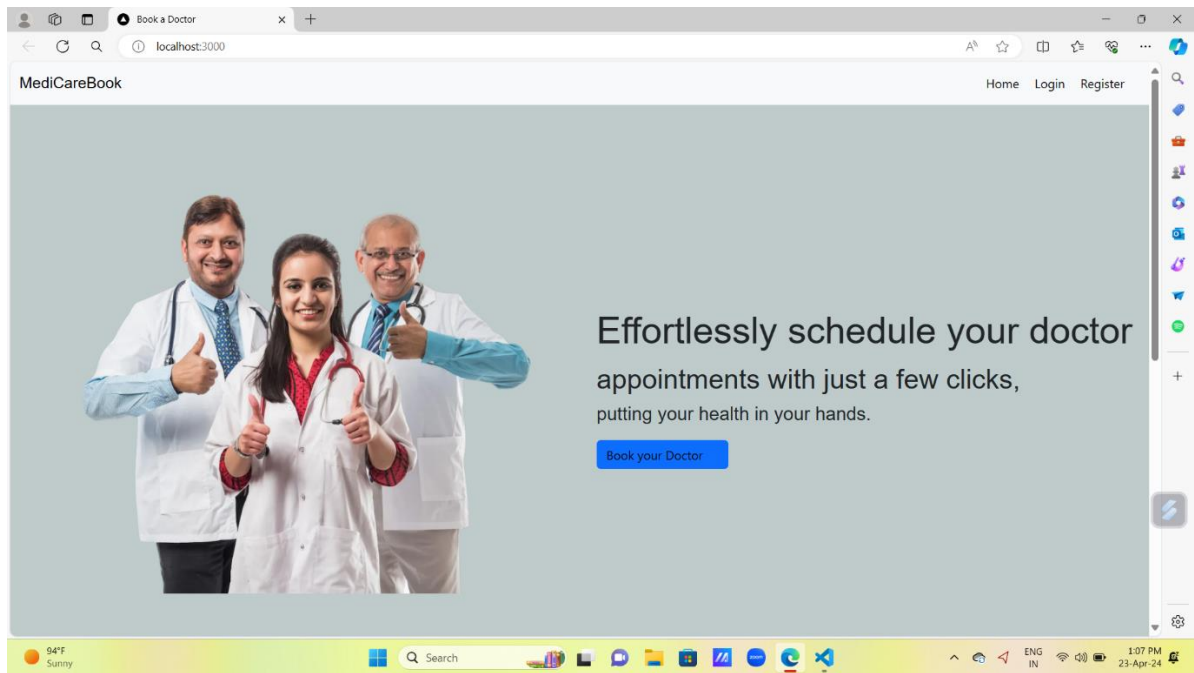 Book a Doctor
localhost:3000
MediCareBook
Home Login Register
Effortlessly schedule your doctor
appointments with just a few clicks,
putting your health in your hands.
Book your Doctor
94°F
Sunny
Search
ENG
IN
1:07 PM
23-Apr-24